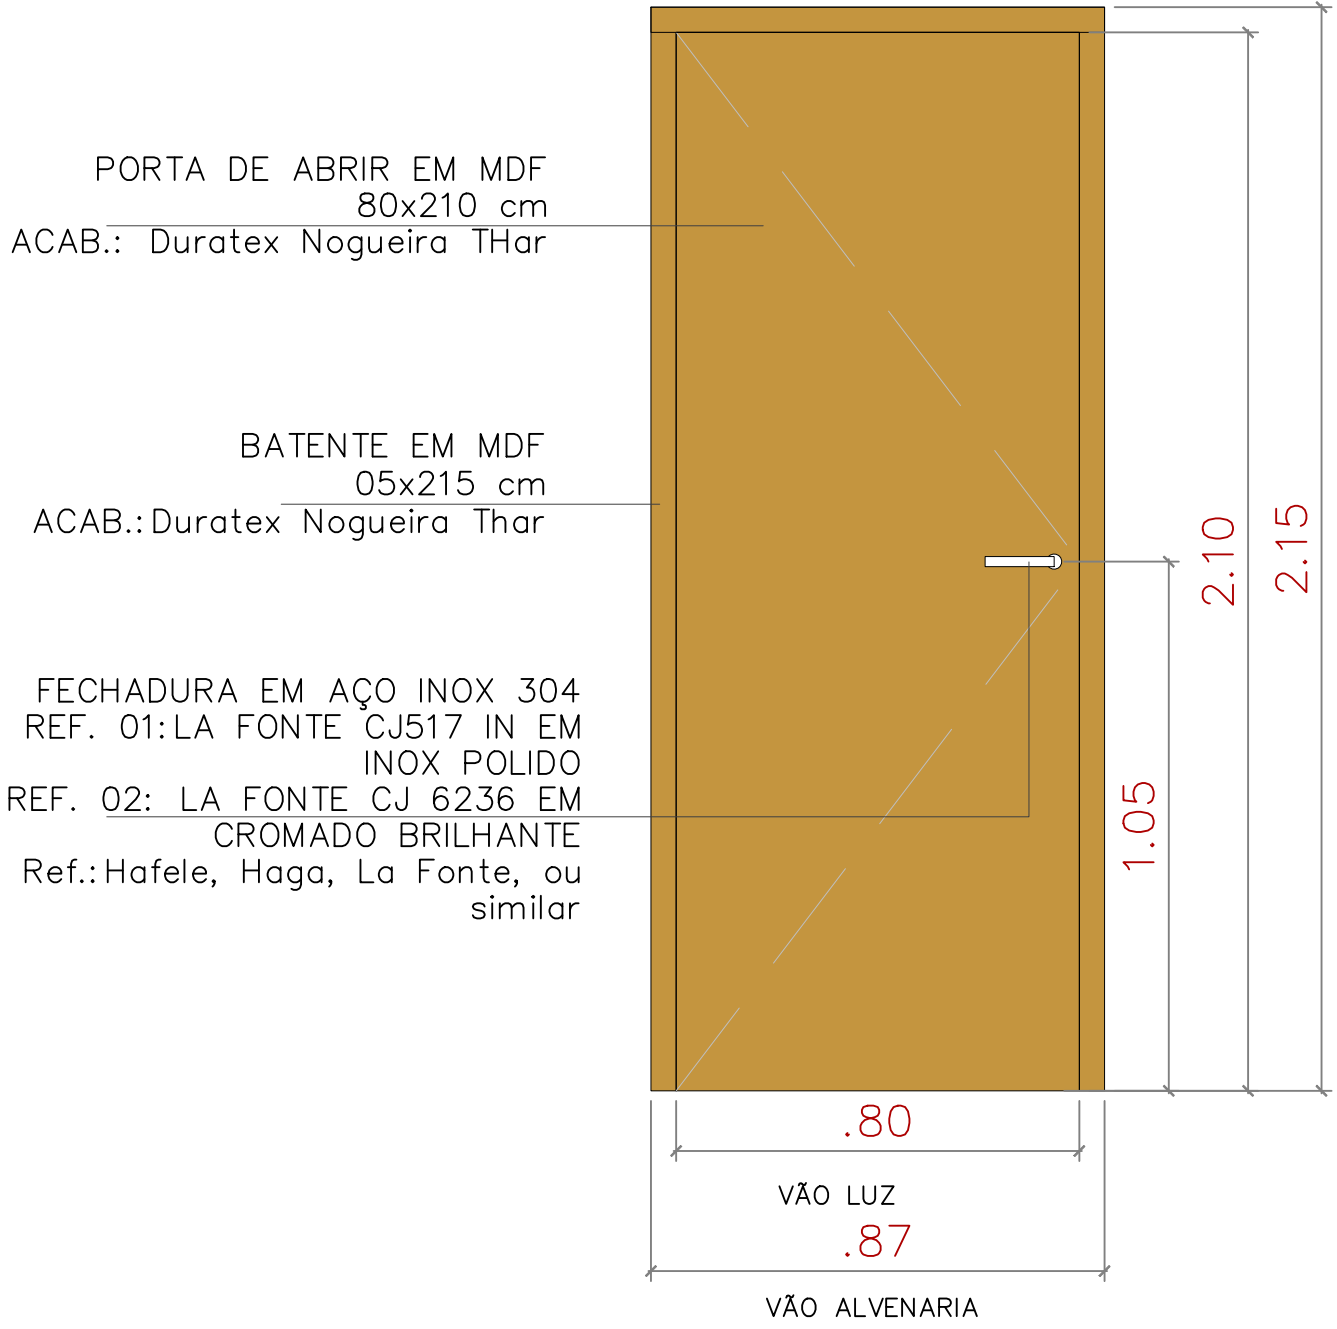 PORTA DE ABRIR EM MDF
80x210 cm
ACAB.: Duratex Nogueira THar
BATENTE EM MDF
05x215 cm
ACAB.: Duratex Nogueira Thar
FECHADURA EM AÇO INOX 304
REF. 01: LA FONTE CJ517 IN EM
INOX POLIDO
REF. 02: LA FONTE CJ 6236 EM
CROMADO BRILHANTE
Ref.: Hafele, Haga, La Fonte, ou
similar
2.10
2.15
1.05
.80
VÃO LUZ
.87
VÃO ALVENARIA